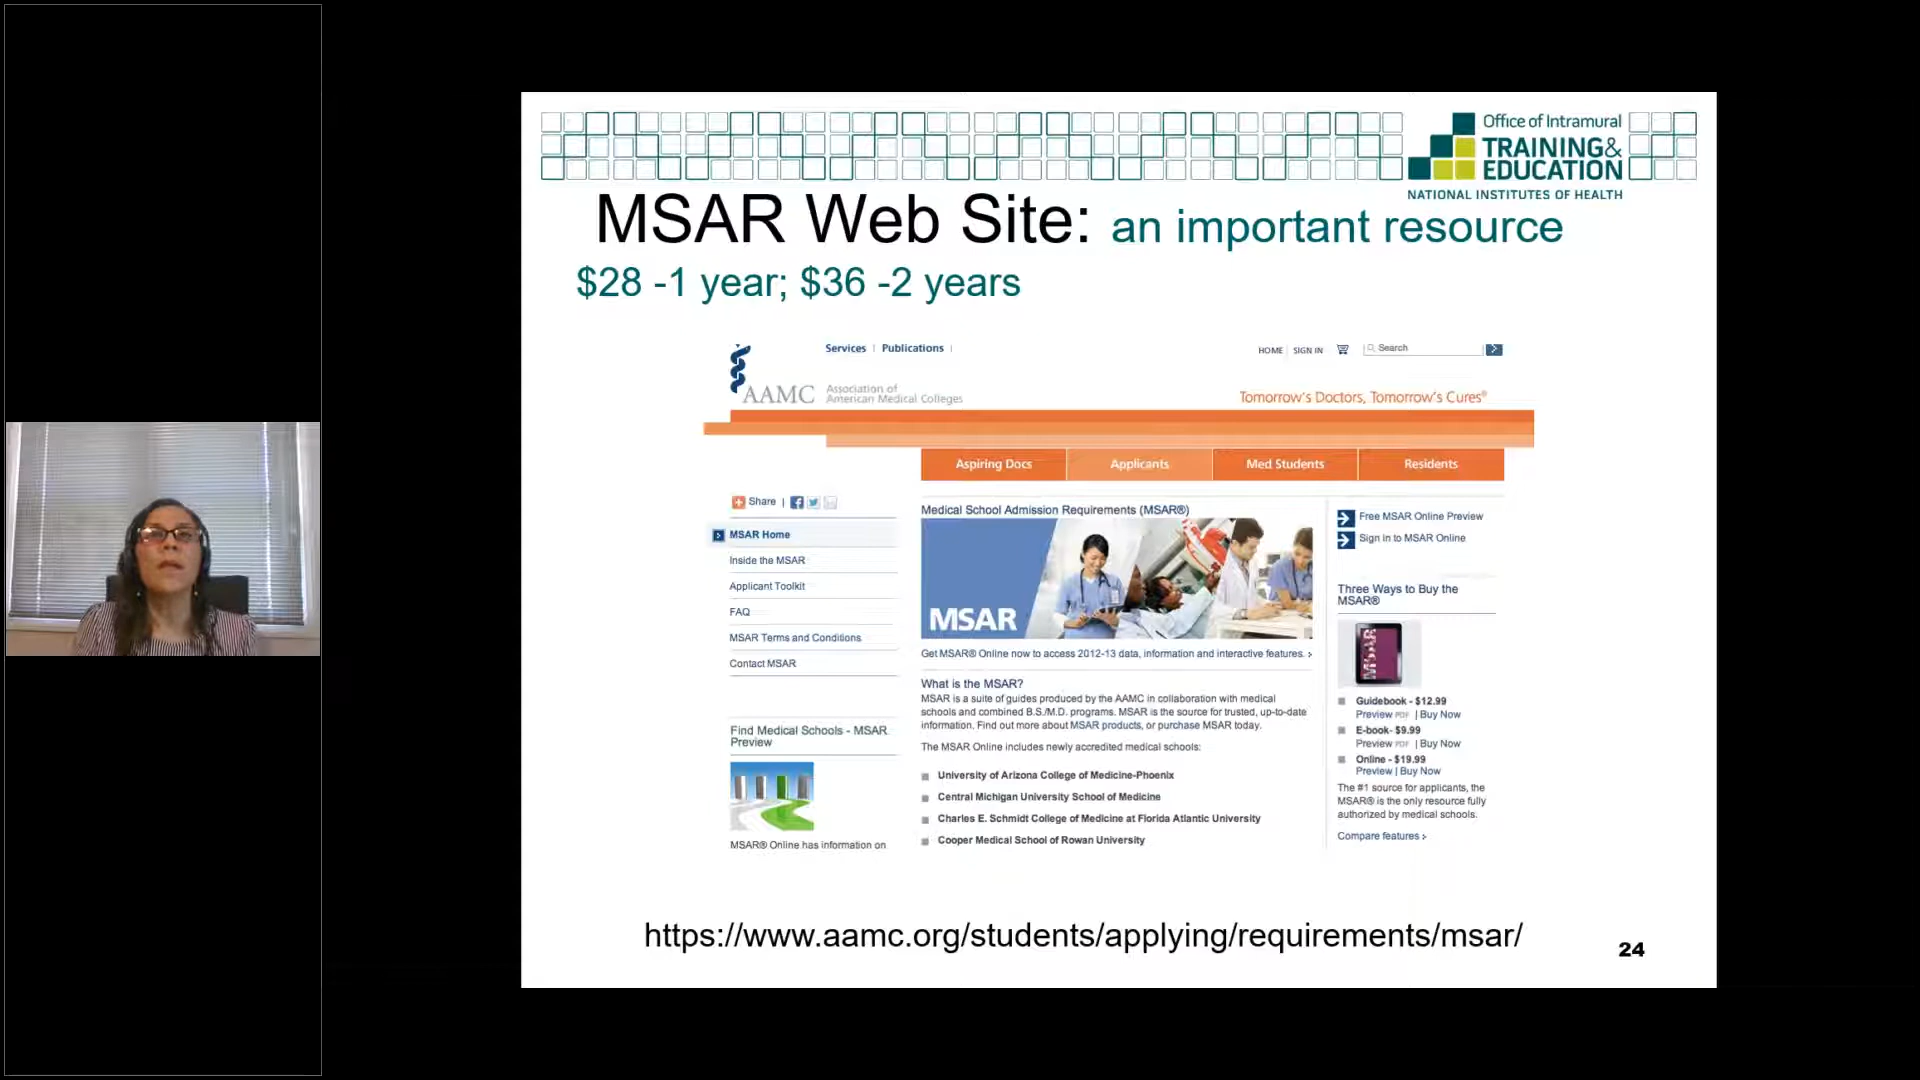 Office of Intramural
TRAINING&
EDUCATION
NATIONAL INSTITUTES OF HEALTH
MSAR Web Site: an important resource
$28 -1 year; $36 -2 years
Services | Publications |
HOME | SIGN IN
Search
AAMC
Association of
American Medical Colleges
Tomorrow's Doctors, Tomorrow's Cures®
Aspiring Docs
Applicants
Med Students
Residents
Share |
MSAR Home
Inside the MSAR
Applicant Toolkit
FAQ
MSAR Terms and Conditions
Contact MSAR
Find Medical Schools - MSAR
Preview
MSAR® Online has information on
Medical School Admission Requirements (MSAR®)
MSAR
Get MSAR® Online now to access 2012-13 data, information and interactive features. ›
What is the MSAR?
MSAR is a suite of guides produced by the AAMC in collaboration with medical
schools and combined B.S./M.D. programs. MSAR is the source for trusted, up-to-date
information. Find out more about MSAR products, or purchase MSAR today.
The MSAR Online includes newly accredited medical schools:
University of Arizona College of Medicine-Phoenix
Central Michigan University School of Medicine
Charles E. Schmidt College of Medicine at Florida Atlantic University
Cooper Medical School of Rowan University
Free MSAR Online Preview
Sign in to MSAR Online
Three Ways to Buy the
MSAR®
MSAR
Guidebook - $12.99
Preview PDF | Buy Now
E-book- $9.99
Preview PDF | Buy Now
Online - $19.99
Preview | Buy Now
The #1 source for applicants, the
MSAR® is the only resource fully
authorized by medical schools.
Compare features ›
https://www.aamc.org/students/applying/requirements/msar/
24